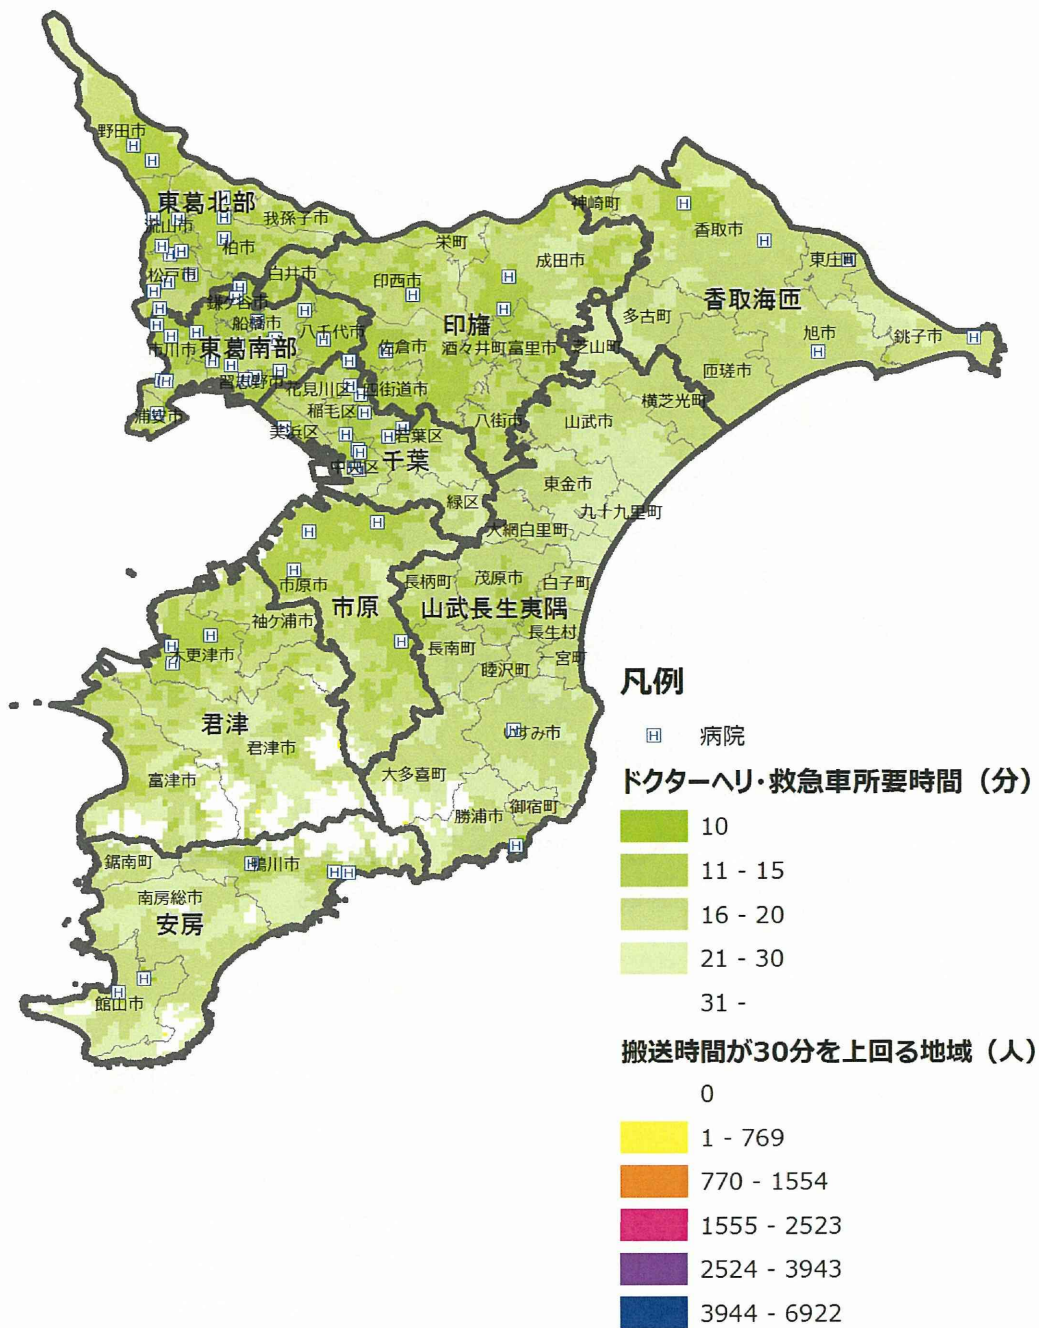 野田市
東葛北部
流山市
我孫子市
柏市
松戸市
白井市
鎌ケ谷市
船橋市
八千代市
市川市
東葛南部
習志野市
浦安市
花見川区
四街道市
稲毛区
美浜区
若葉区
中央区
千葉
緑区
栄町
印西市
成田市
印旛
佐倉市
酒々井町
富里市
八街市
神崎町
香取市
東庄町
香取海匝
多古町
旭市
銚子市
匝瑳市
芝山町
横芝光町
山武市
東金市
九十九里町
大網白里町
長柄町
茂原市
白子町
山武長生夷隅
長生村
長南町
一宮町
睦沢町
いすみ市
大多喜町
御宿町
勝浦市
市原市
市原
袖ケ浦市
木更津市
君津
君津市
富津市
鋸南町
鴨川市
南房総市
安房
館山市
凡例
H 病院
ドクターヘリ・救急車所要時間（分）
10
11 - 15
16 - 20
21 - 30
31 -
搬送時間が30分を上回る地域（人）
0
1 - 769
770 - 1554
1555 - 2523
2524 - 3943
3944 - 6922